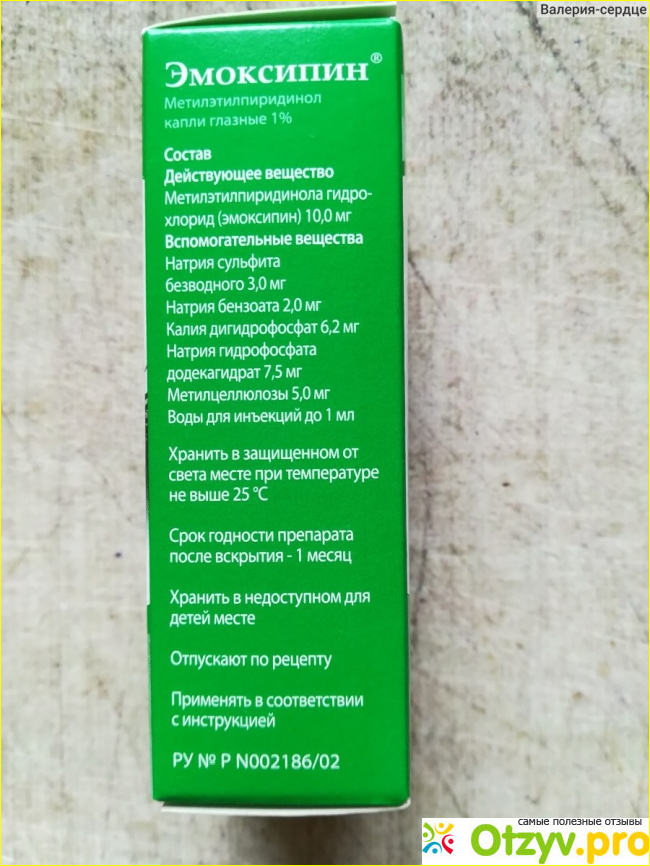 Валерия-сердце
Эмоксипин®
Метилэтилпиридинол
капли глазные 1%
Состав
Действующее вещество
Метилэтилпиридинола гидро-
хлорид (эмоксипин) 10,0 мг
Вспомогательные вещества
Натрия сульфита
безводного 3,0 мг
Натрия бензоата 2,0 мг
Калия дигидрофосфат 6,2 мг
Натрия гидрофосфата
додекагидрат 7,5 мг
Метилцеллюлозы 5,0 мг
Воды для инъекций до 1 мл
Хранить в защищенном от
света месте при температуре
не выше 25 °C
Срок годности препарата
после вскрытия - 1 месяц
Хранить в недоступном для
детей месте
Отпускают по рецепту
Применять в соответствии
с инструкцией
РУ № Р N002186/02
самые полезные отзывы
Otzyv.pro